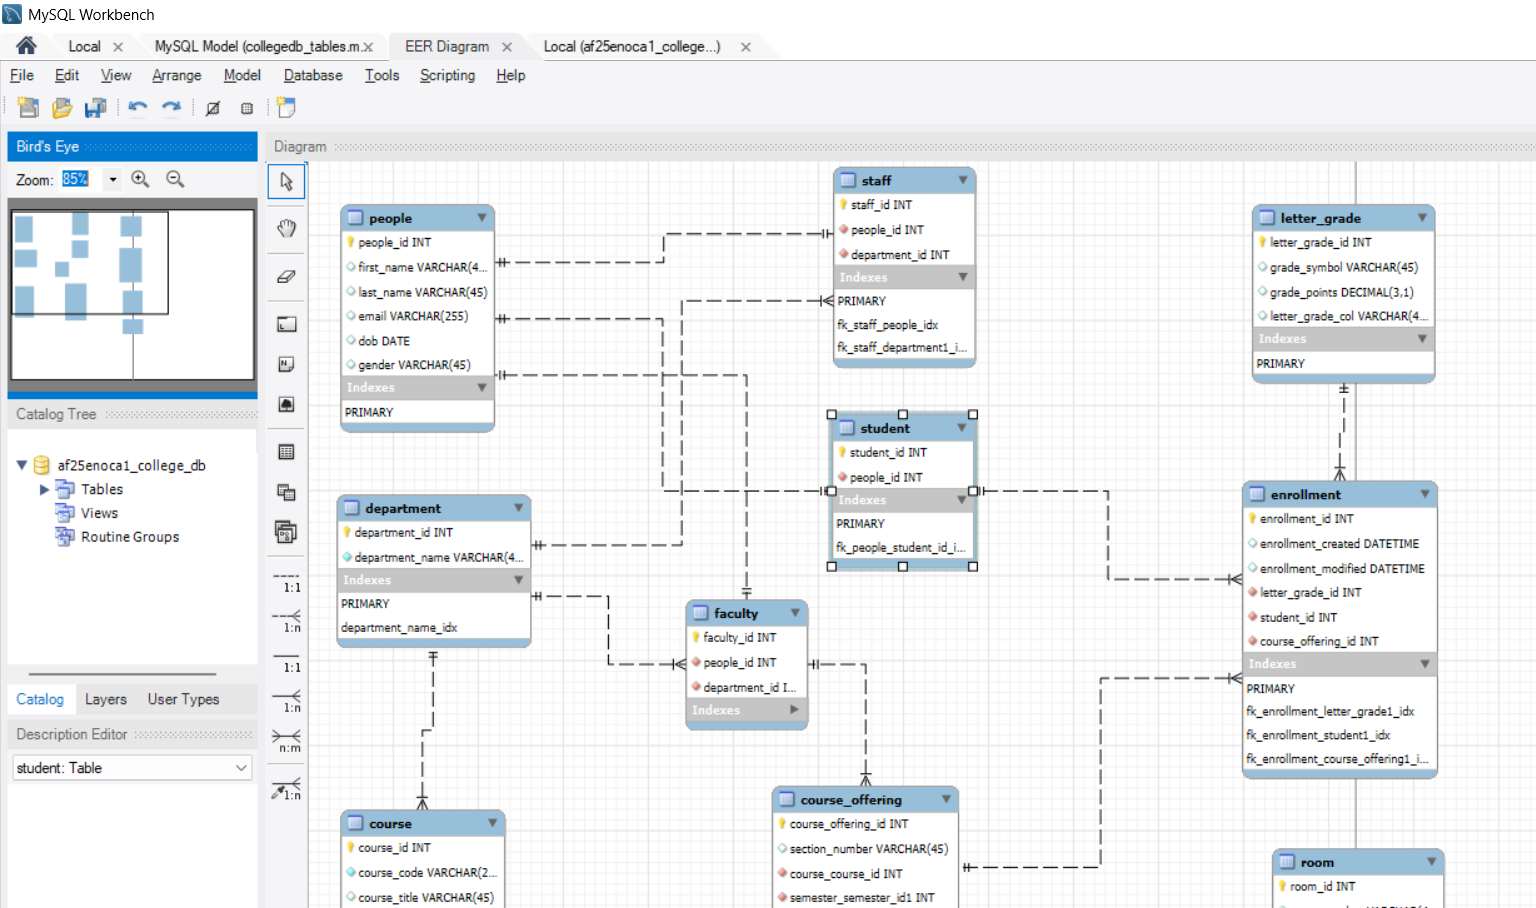 MySQL Workbench
Local
MySQL Model (collegedb_tables.m...
EER Diagram
Local (af25enoca1_college...)
File Edit View Arrange Model Database Tools Scripting Help
Bird's Eye
Zoom: 85%
Catalog Tree
af25enoca1_college_db
Tables
Views
Routine Groups
Catalog Layers User Types
Description Editor
student: Table
Diagram
1:1
1:n
1:1
1:n
n:m
1:n
people
people_id INT
first_name VARCHAR(4...
last_name VARCHAR(45)
email VARCHAR(255)
dob DATE
gender VARCHAR(45)
Indexes
PRIMARY
staff
staff_id INT
people_id INT
department_id INT
Indexes
PRIMARY
fk_staff_people_idx
fk_staff_department1_i...
letter_grade
letter_grade_id INT
grade_symbol VARCHAR(45)
grade_points DECIMAL(3,1)
letter_grade_col VARCHAR(4...
Indexes
PRIMARY
student
student_id INT
people_id INT
Indexes
PRIMARY
fk_people_student_id_i...
department
department_id INT
department_name VARCHAR(4...
Indexes
PRIMARY
department_name_idx
enrollment
enrollment_id INT
enrollment_created DATETIME
enrollment_modified DATETIME
letter_grade_id INT
student_id INT
course_offering_id INT
Indexes
PRIMARY
fk_enrollment_letter_grade1_idx
fk_enrollment_student1_idx
fk_enrollment_course_offering1_i...
faculty
faculty_id INT
people_id INT
department_id I...
Indexes
course
course_id INT
course_code VARCHAR(2...
course_title VARCHAR(45)
course_offering
course_offering_id INT
section_number VARCHAR(45)
course_course_id INT
semester_semester_id1 INT
room
room_id INT